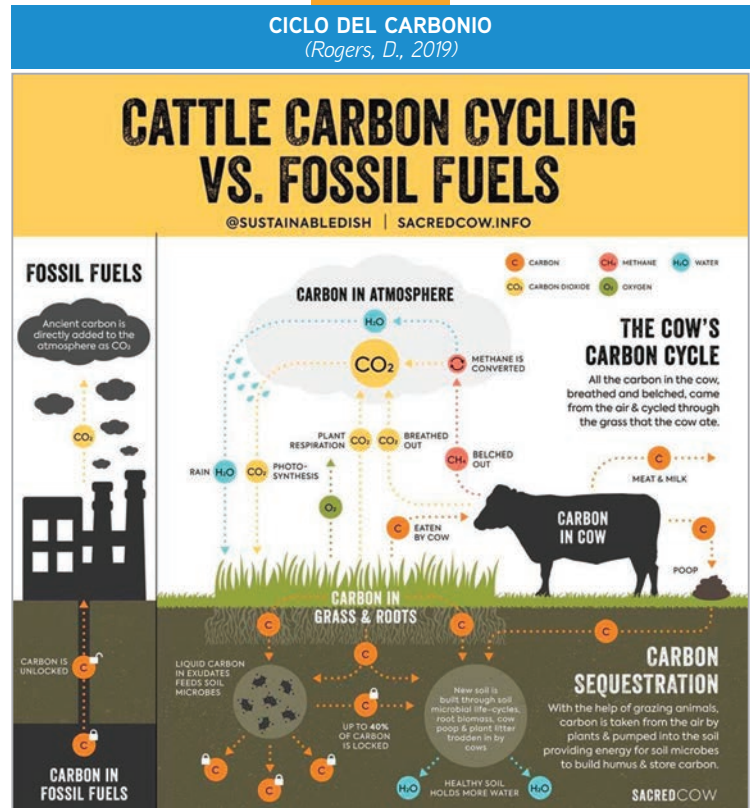 CICLO DEL CARBONIO
(Rogers, D., 2019)
CATTLE CARBON CYCLING
VS. FOSSIL FUELS
@SUSTAINABLEDISH | SACREDCOW.INFO
FOSSIL FUELS
Ancient carbon is
directly added to the
atmosphere as CO₂
CO₂
CARBON IS
UNLOCKED
C
C
CARBON IN
FOSSIL FUELS
C CARBON
CH₄ METHANE
H₂O WATER
CO₂ CARBON DIOXIDE
O₂ OXYGEN
CARBON IN ATMOSPHERE
H₂O
CO₂
METHANE IS
CONVERTED
THE COW'S
CARBON CYCLE
All the carbon in the cow,
breathed and belched, came
from the air & cycled through
the grass that the cow ate.
RAIN H₂O
CO₂ PHOTO-
SYNTHESIS
O₂
PLANT
RESPIRATION
CO₂
CO₂ BREATHED
OUT
CH₄ BELCHED
OUT
C EATEN
BY COW
CARBON
IN COW
C
MEAT & MILK
C
POOP
CARBON IN
GRASS & ROOTS
C
C
C
C
LIQUID CARBON
IN EXUDATES
FEEDS SOIL
MICROBES
C
UP TO 40%
OF CARBON
IS LOCKED
C
C
C
New soil is
built through soil
microbial life-cycles,
root biomass, cow
poop & plant litter
trodden in by
cows
H₂O
HEALTHY SOIL
HOLDS MORE WATER
H₂O
CARBON
SEQUESTRATION
With the help of grazing animals,
carbon is taken from the air by
plants & pumped into the soil
providing energy for soil microbes
to build humus & store carbon.
SACREDCOW